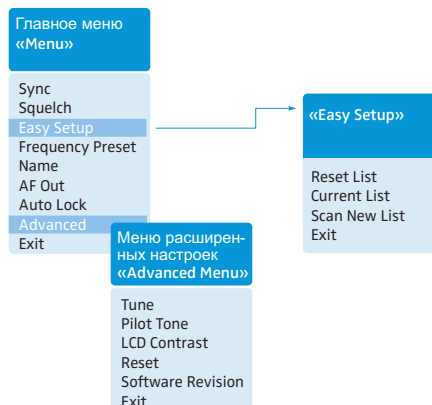 Главное меню
«Menu»
Sync
Squelch
Easy Setup
Frequency Preset
Name
AF Out
Auto Lock
Advanced
Exit
«Easy Setup»
Reset List
Current List
Scan New List
Exit
Меню расширен-
ных настроек
«Advanced Menu»
Tune
Pilot Tone
LCD Contrast
Reset
Software Revision
Exit